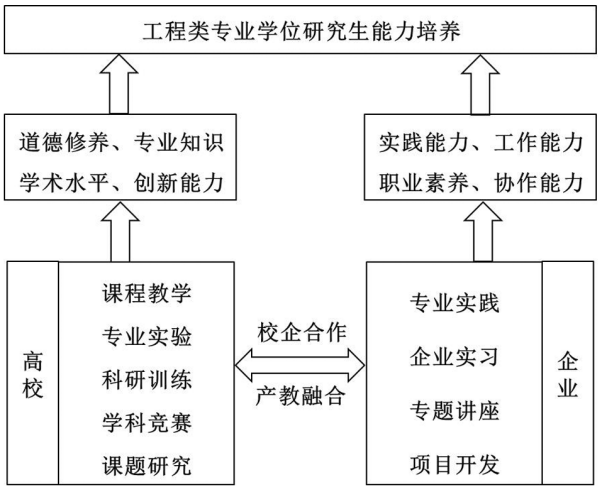 工程类专业学位研究生能力培养
道德修养、专业知识
学术水平、创新能力
实践能力、工作能力
职业素养、协作能力
高校
课程教学
专业实验
科研训练
学科竞赛
课题研究
校企合作
产教融合
专业实践
企业实习
专题讲座
项目开发
企业